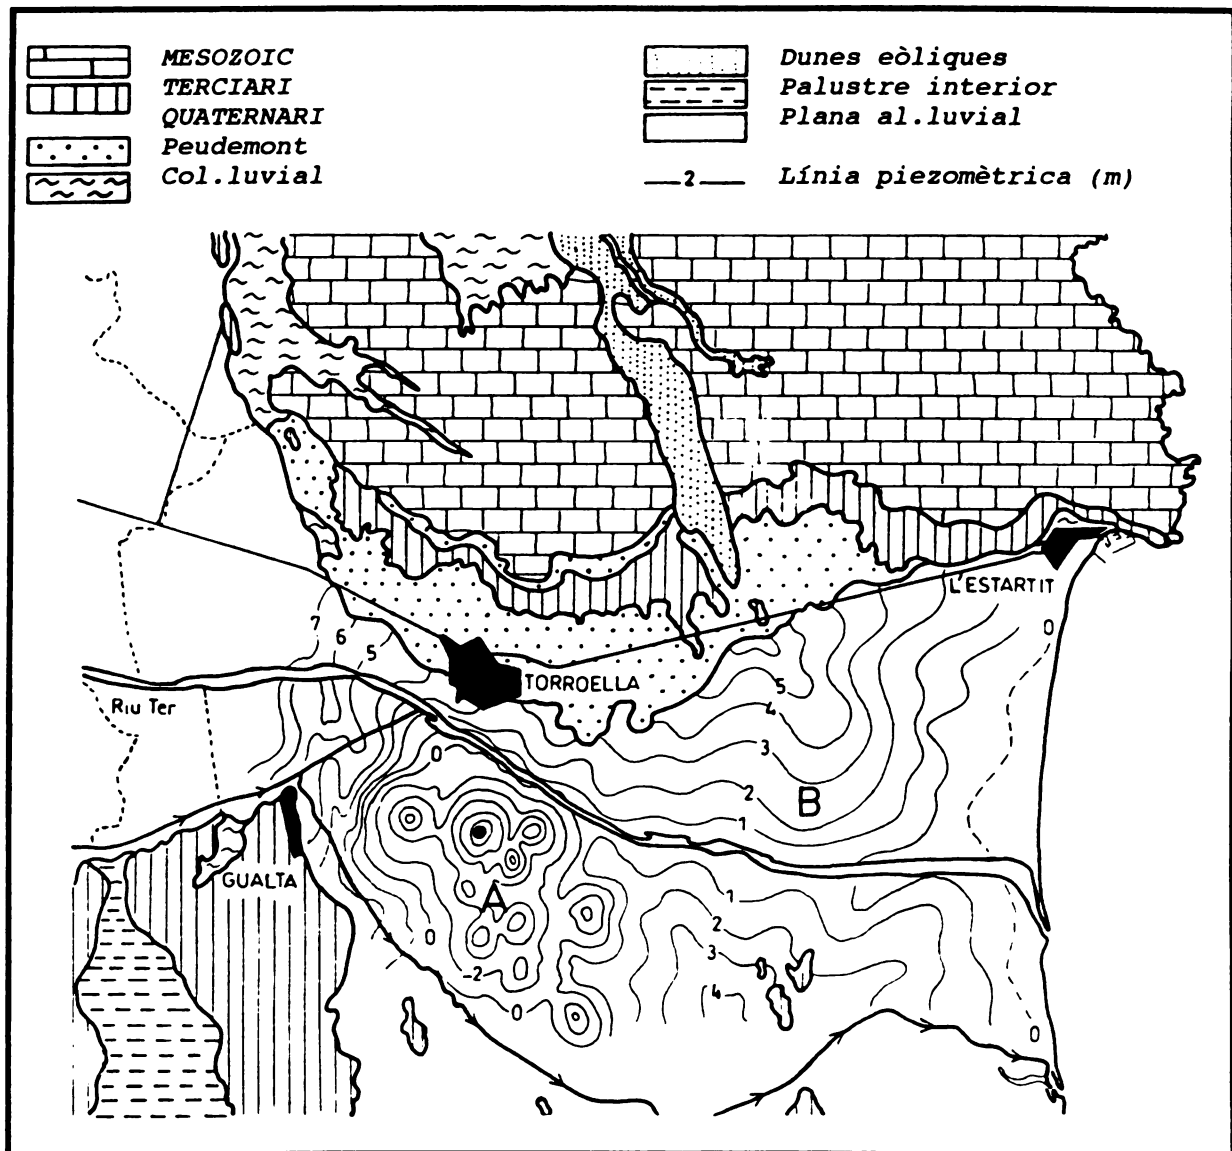 MESOZOIC
TERCIARI
QUATERNARI
Peudemont
Col.luvial
Dunes eòliques
Palustre interior
Plana al.luvial
2 Línia piezomètrica (m)
L'ESTARTIT
0
7
6
5
TORROELLA
5
4
Riu Ter
3
0
2
B
1
GUALTA
A
1
2
0
3
-2
4
0
0